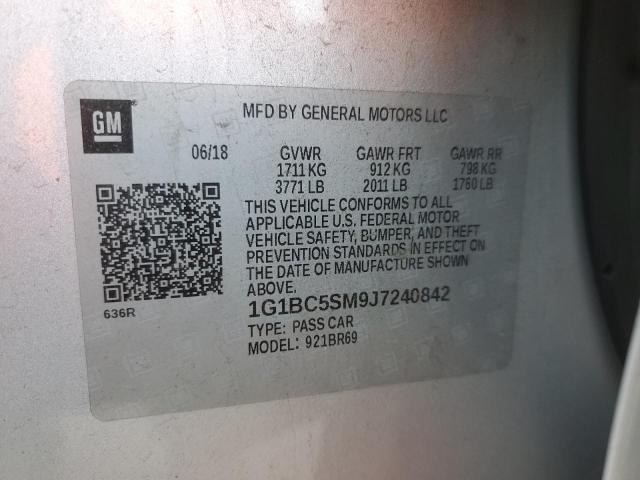 GM
MFD BY GENERAL MOTORS LLC
06/18 GVWR GAWR FRT GAWR RR
1711 KG 912 KG 798 KG
3771 LB 2011 LB 1760 LB
THIS VEHICLE CONFORMS TO ALL
APPLICABLE U.S. FEDERAL MOTOR
VEHICLE SAFETY, BUMPER, AND THEFT
PREVENTION STANDARDS IN EFFECT ON
THE DATE OF MANUFACTURE SHOWN
ABOVE.
636R
1G1BC5SM9J7240842
TYPE: PASS CAR
MODEL: 921BR69